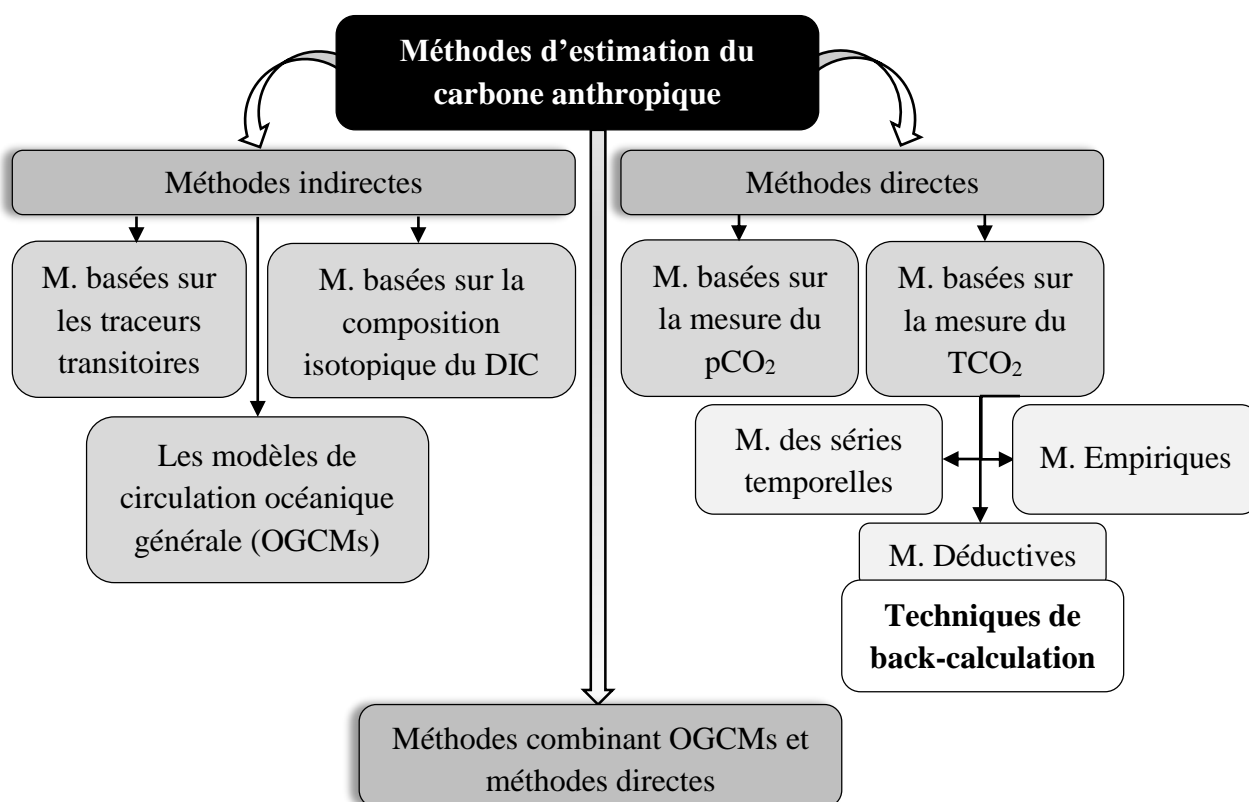 Méthodes d’estimation du
carbone anthropique
Méthodes indirectes
Méthodes directes
M. basées sur
les traceurs
transitoires
M. basées sur la
composition
isotopique du DIC
M. basées sur
la mesure du
pCO₂
M. basées sur
la mesure du
TCO₂
Les modèles de
circulation océanique
générale (OGCMs)
M. des séries
temporelles
M. Empiriques
M. Déductives
Techniques de
back-calculation
Méthodes combinant OGCMs et
méthodes directes